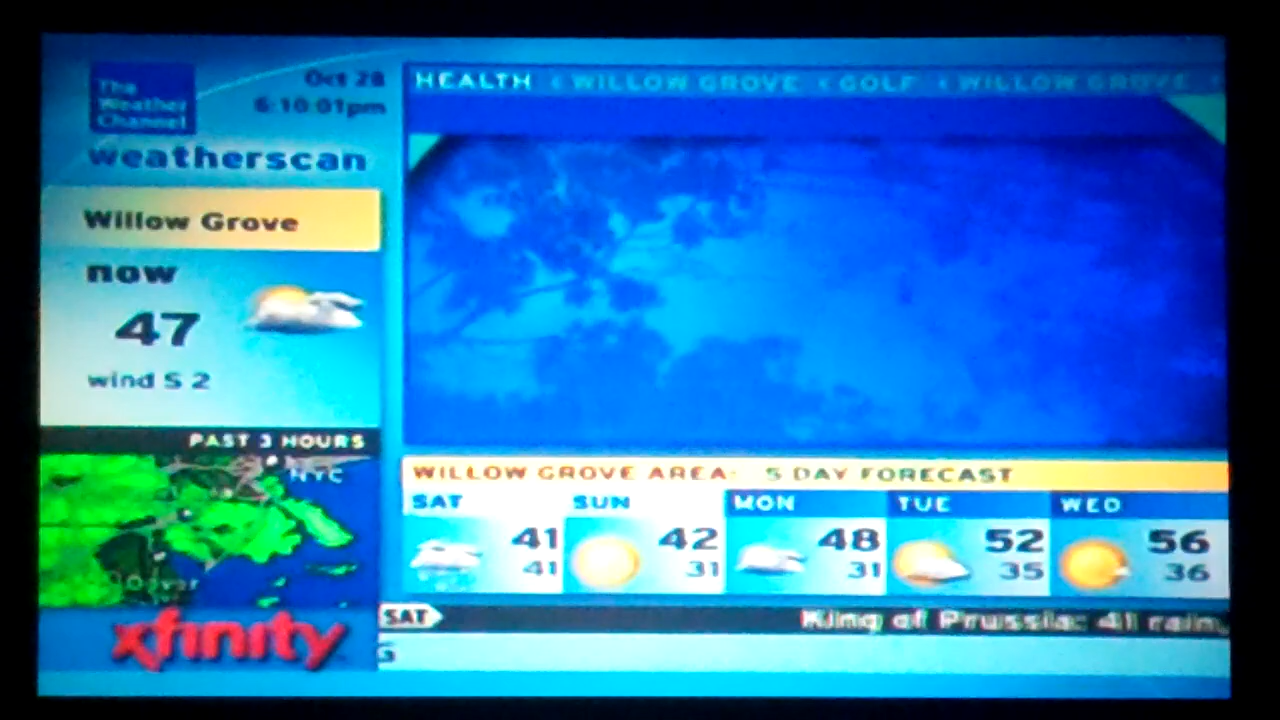 The
Weather
Channel
Oct 28
6:10:01pm
weatherscan
HEALTH < WILLOW GROVE < GOLF < WILLOW GROVE
Willow Grove
now
47
wind S 2
PAST 3 HOURS
NYC
Dover
xfinity
WILLOW GROVE AREA: 5 DAY FORECAST
SAT SUN MON TUE WED
41 42 48 52 56
41 31 31 35 36
SAT King of Prussia: 41 rain,
G